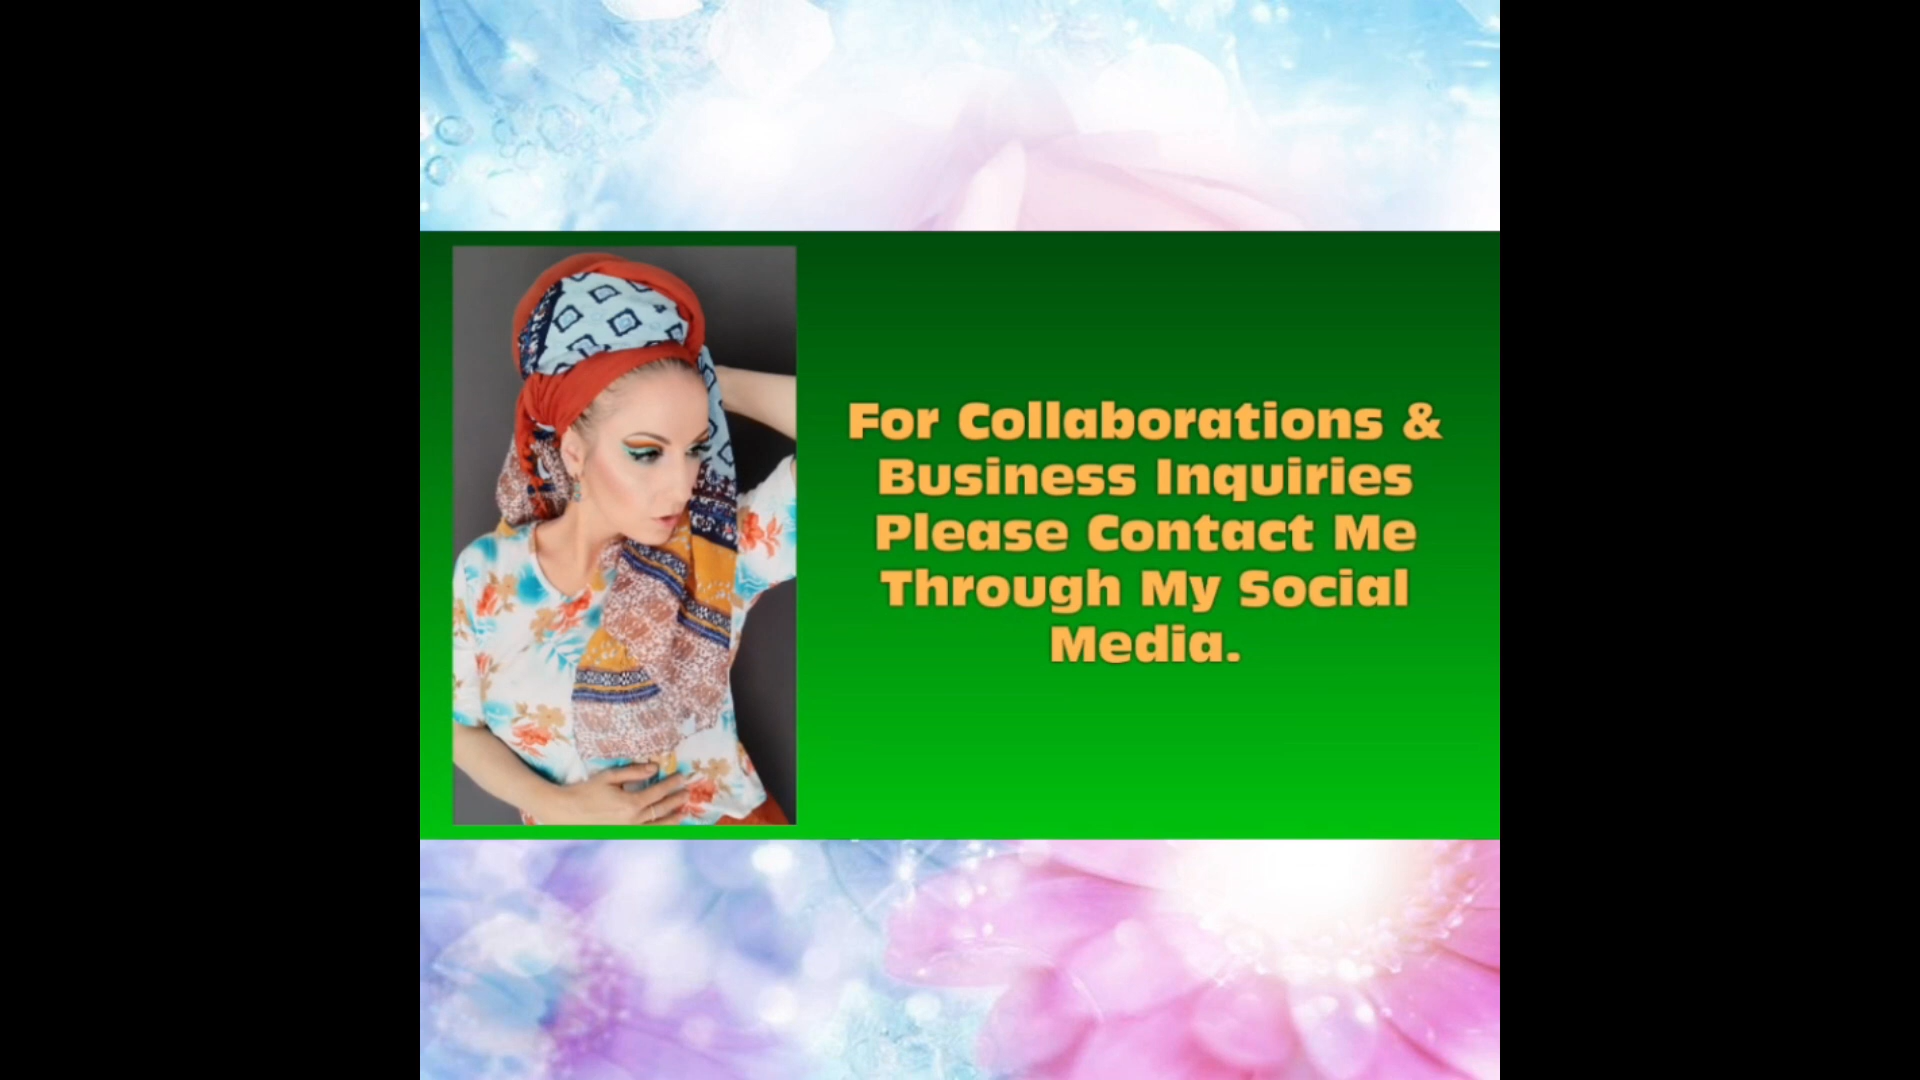 For Collaborations &
Business Inquiries
Please Contact Me
Through My Social
Media.